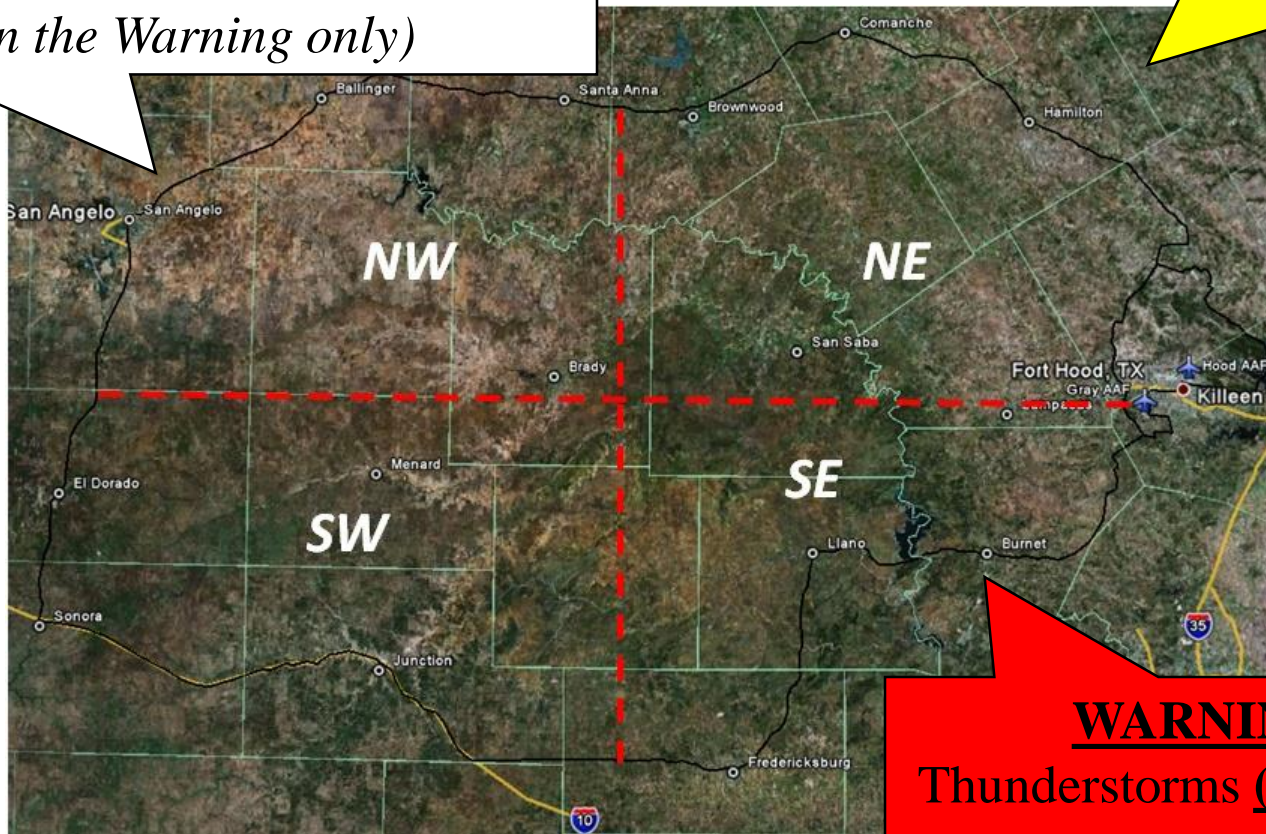 n the Warning only)
Comanche
Ballinger
Santa Anna
Brownwood
Hamilton
San Angelo
San Angelo
NW
NE
San Saba
Brady
Fort Hood, TX
Hood AAF
Gray AAF
Killeen
Lampasas
Menard
El Dorado
SE
SW
Llano
Burnet
Sonora
35
Junction
WARNIN
Thunderstorms (
Fredericksburg
10